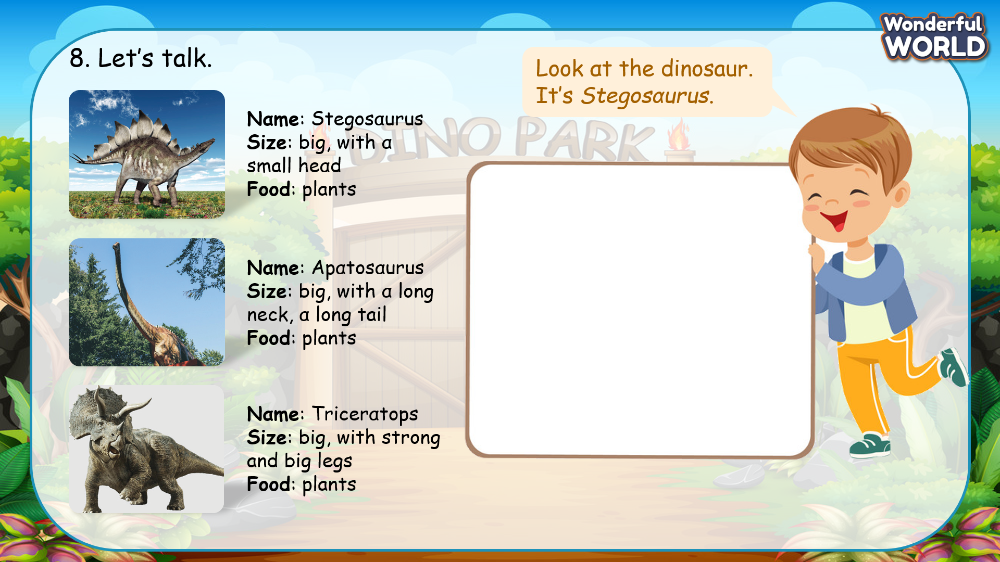 Wonderful
WORLD
8. Let's talk.
Look at the dinosaur.
It's Stegosaurus.
DINO PARK
Name: Stegosaurus
Size: big, with a
small head
Food: plants
Name: Apatosaurus
Size: big, with a long
neck, a long tail
Food: plants
Name: Triceratops
Size: big, with strong
and big legs
Food: plants